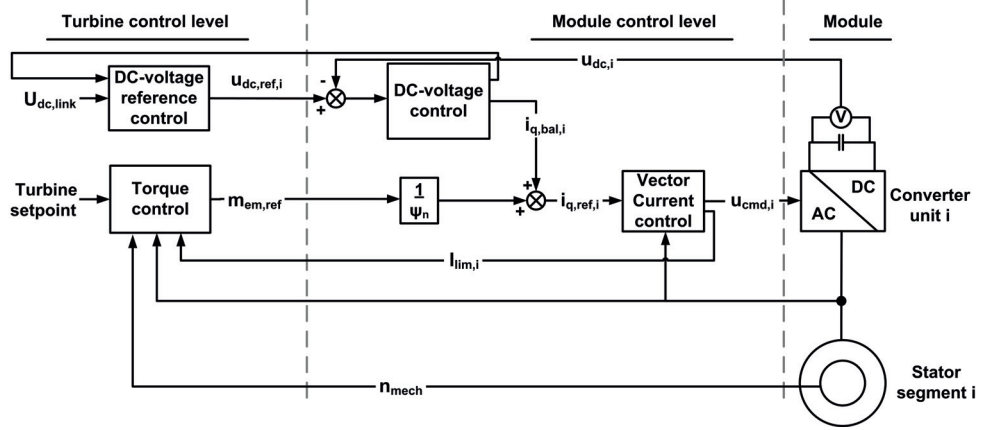 Turbine control level
Module control level
Module
DC-voltage
reference
control
U_dc,link
u_dc,ref,i
-
+
DC-voltage
control
u_dc,i
V
i_q,bal,i
Turbine
setpoint
Torque
control
m_em,ref
1
ψ_n
+
+
i_q,ref,i
Vector
Current
control
u_cmd,i
DC
AC
Converter
unit i
I_lim,i
n_mech
Stator
segment i